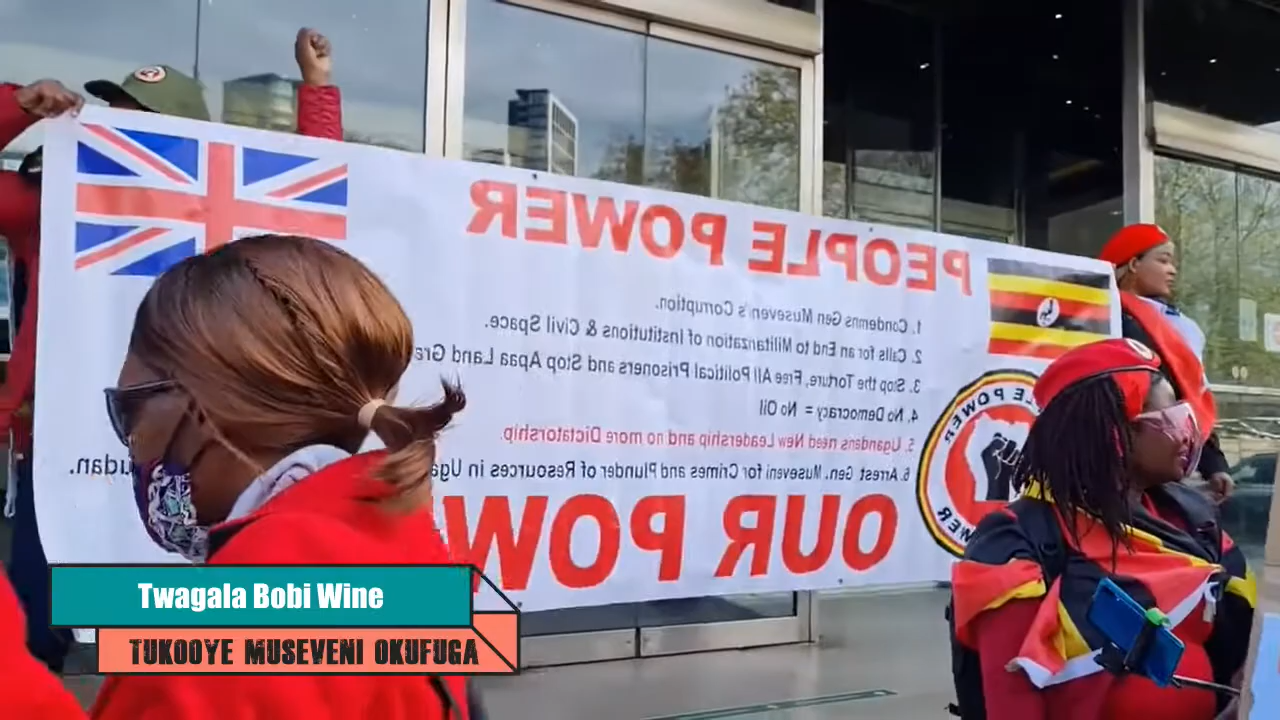 PEOPLE POWER
1. Condemns Gen Museveni's Corruption.
2. Calls for an End to Militarization of Institutions & Civil Space.
3. Stop the Torture, Free All Political Prisoners and Stop Apaa Land
4. No Democracy = No Oil
5. Ugandans need New Leadership and no more Dictatorship.
6. Arrest Gen. Museveni for Crimes and Plunder of Resources in
OUR
POWER
Twagala Bobi Wine
TUKOOYE MUSEVENI OKUFUGA